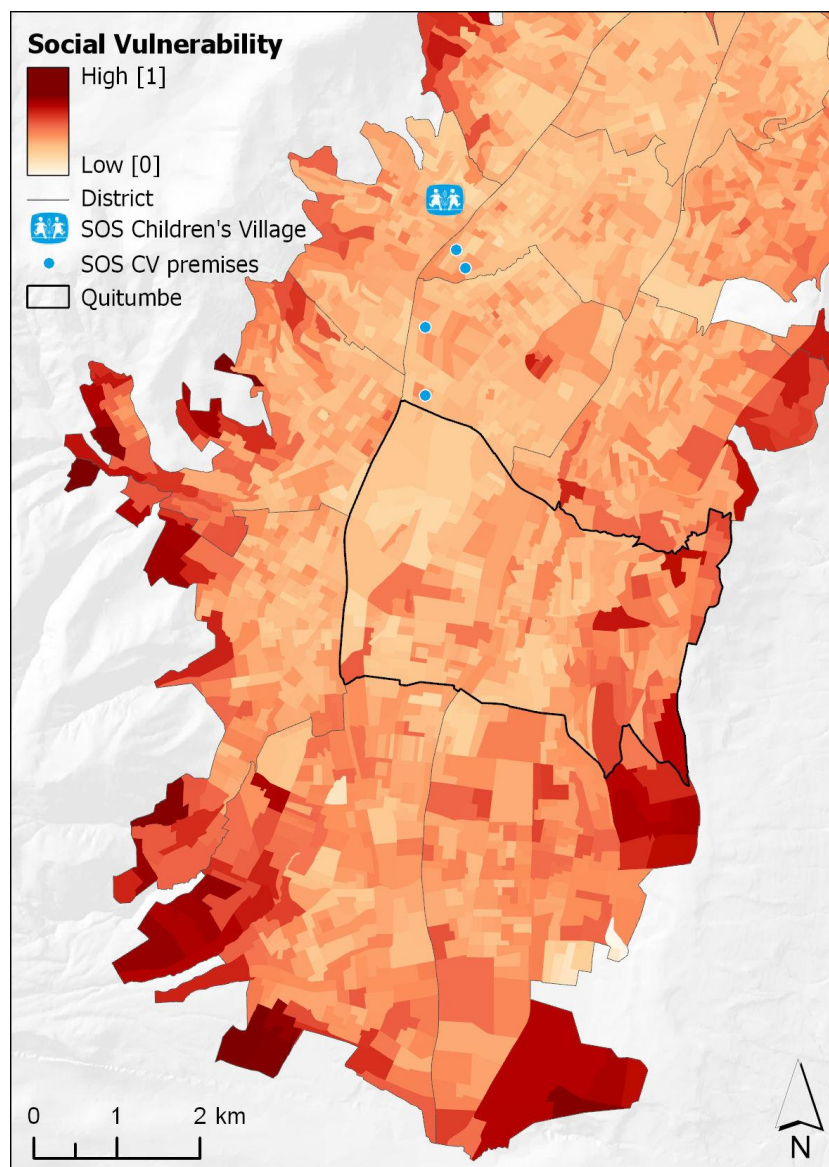 Social Vulnerability
High [1]
Low [0]
District
SOS Children's Village
SOS CV premises
Quitumbe
0 1 2 km
N